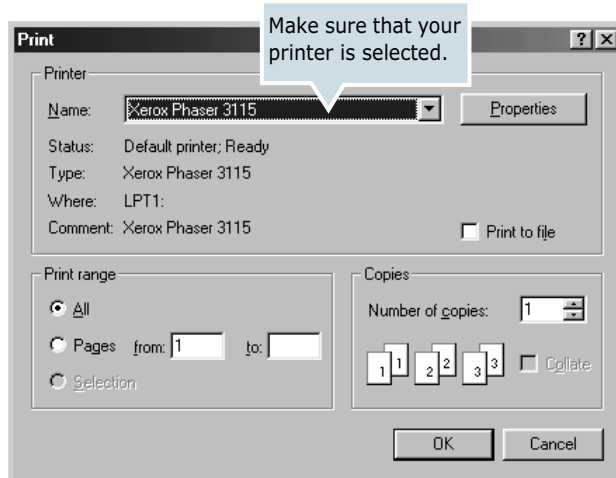 Make sure that your
printer is selected.
Print
Printer
Name: Xerox Phaser 3115 Properties
Status: Default printer; Ready
Type: Xerox Phaser 3115
Where: LPT1:
Comment: Xerox Phaser 3115 Print to file
Print range
All
Pages from: 1 to:
Selection
Copies
Number of copies: 1
1 1 2 2 3 3 Collate
OK Cancel